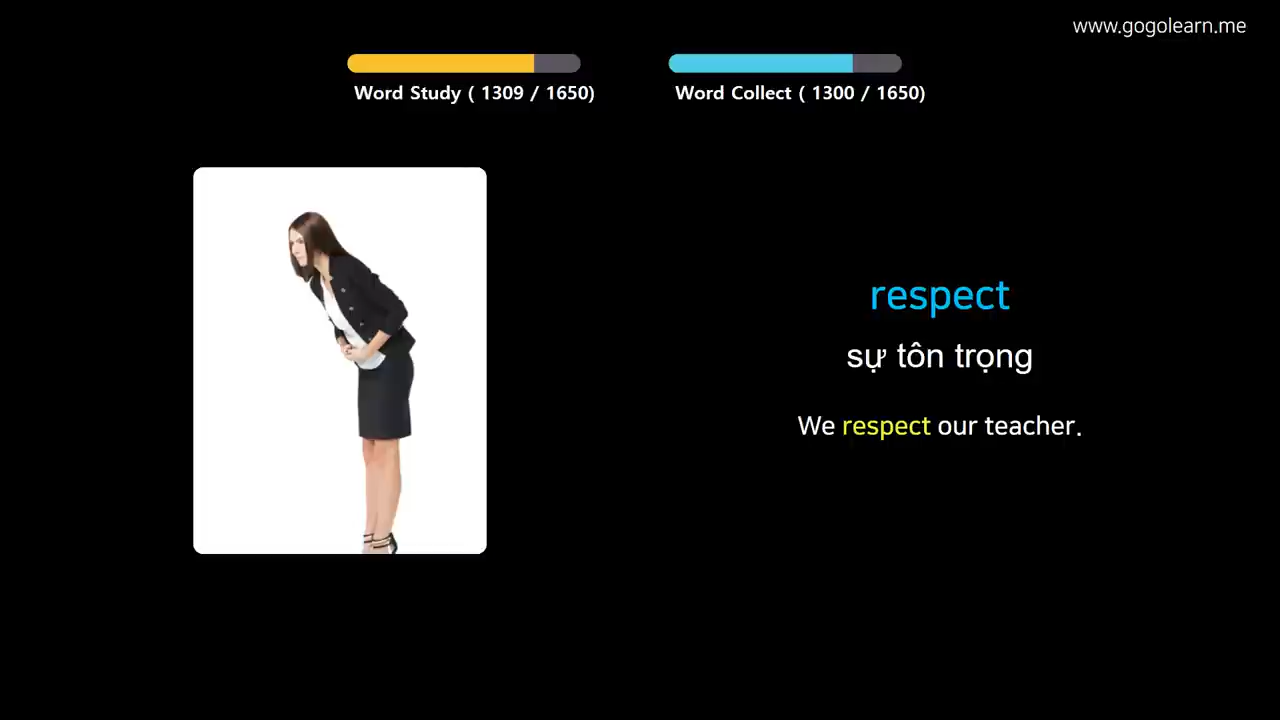 www.gogolearn.me
Word Study ( 1309 / 1650)
Word Collect ( 1300 / 1650)
respect
sự tôn trọng
We respect our teacher.